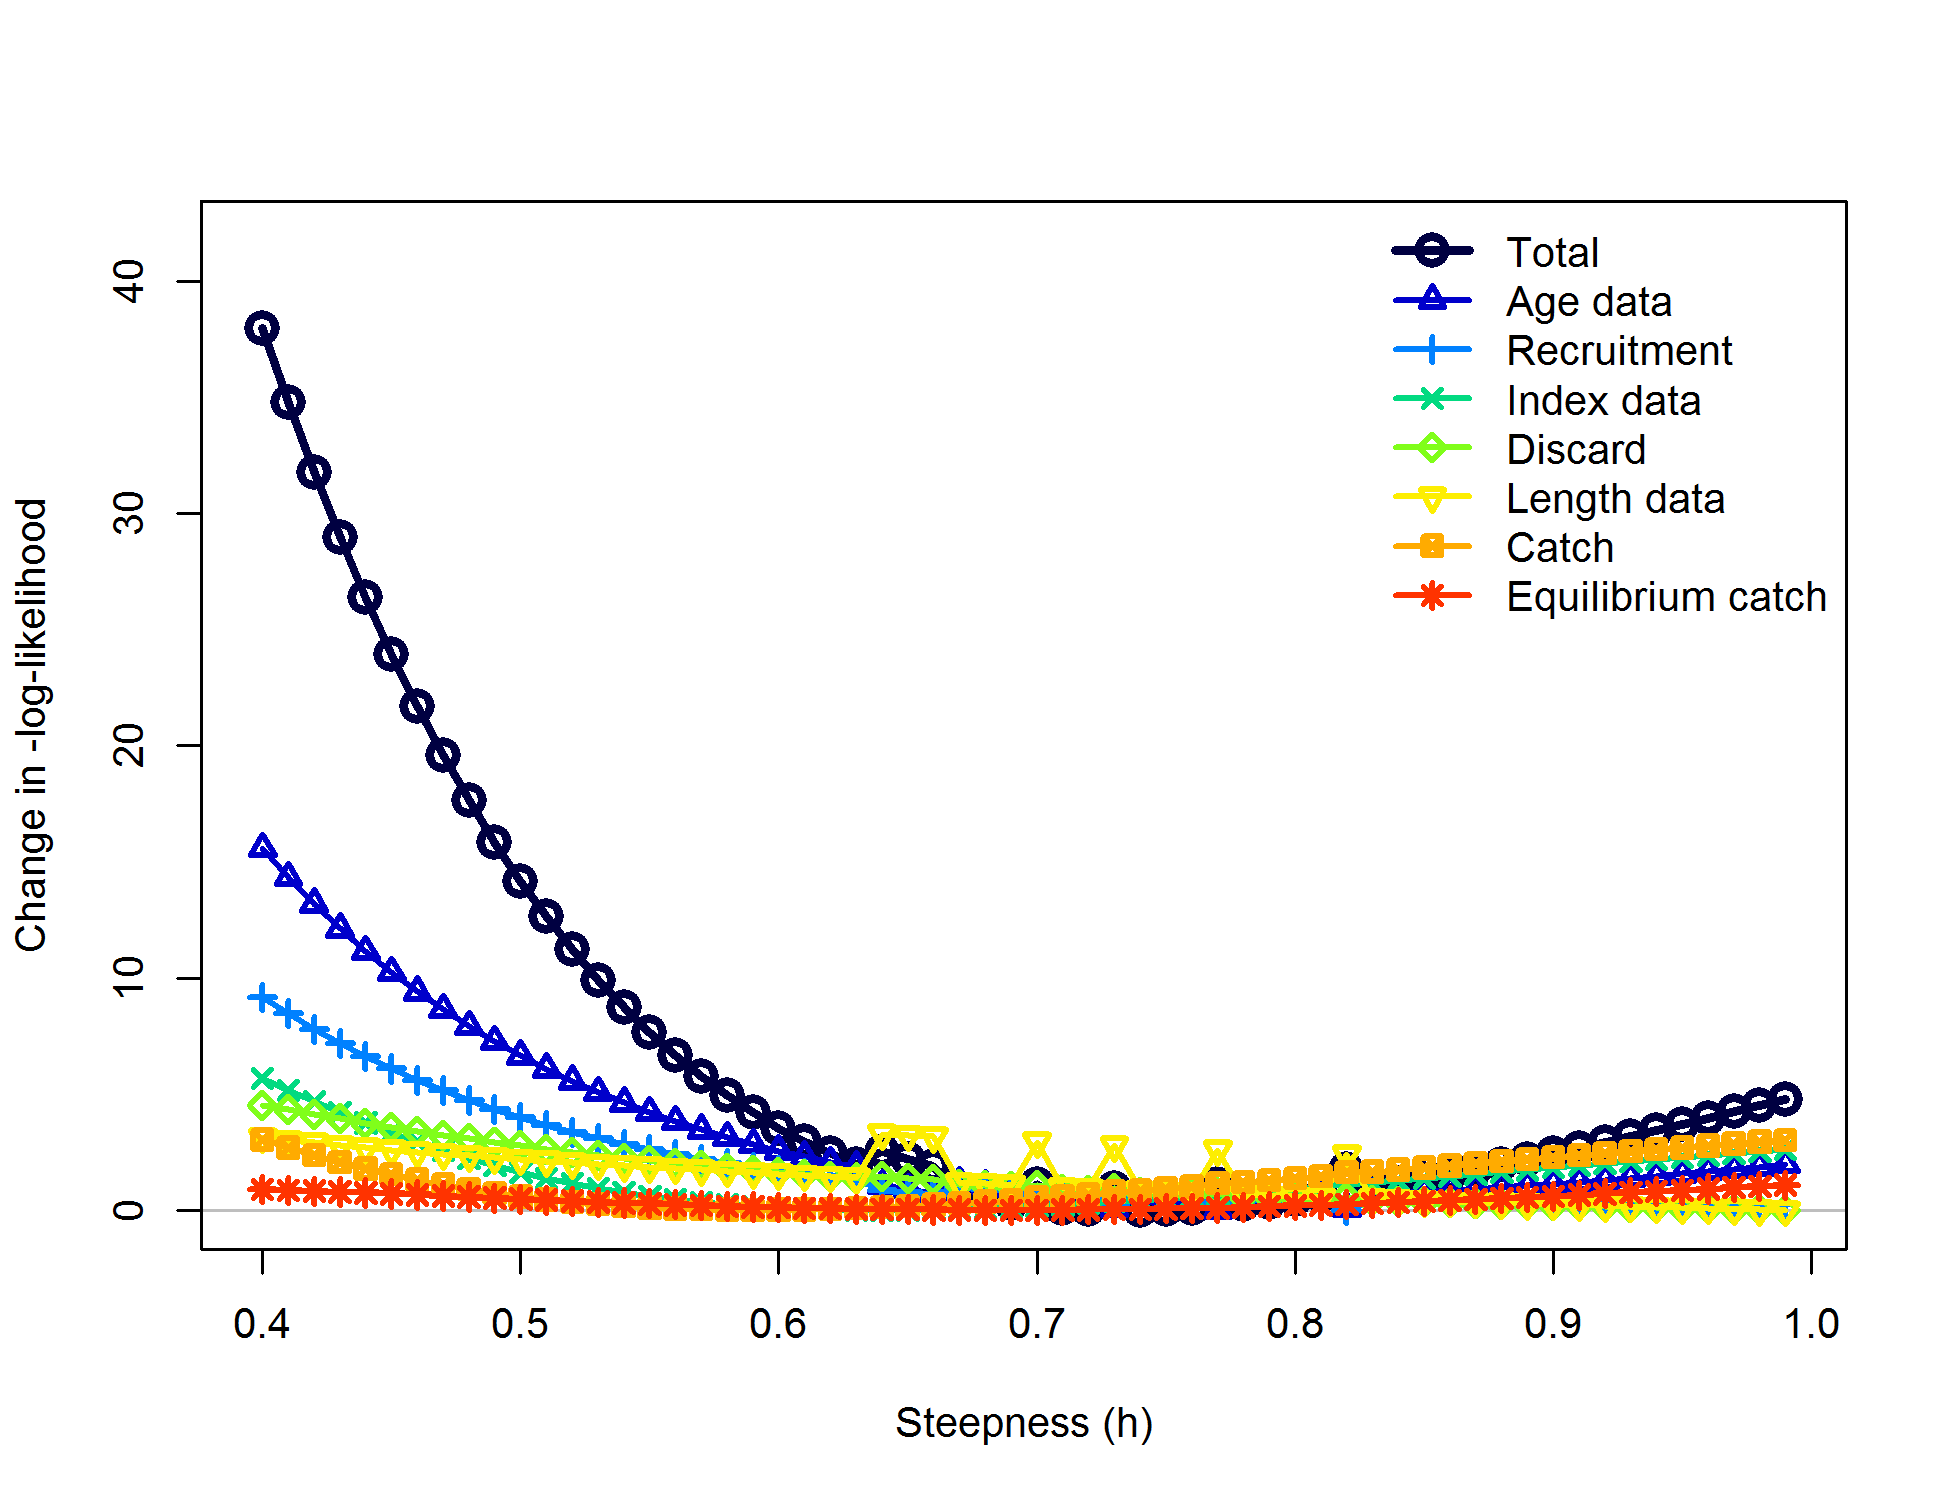 Total
Age data
Recruitment
Index data
Discard
Length data
Catch
Equilibrium catch
40
30
20
10
0
Change in -log-likelihood
0.4 0.5 0.6 0.7 0.8 0.9 1.0
Steepness (h)